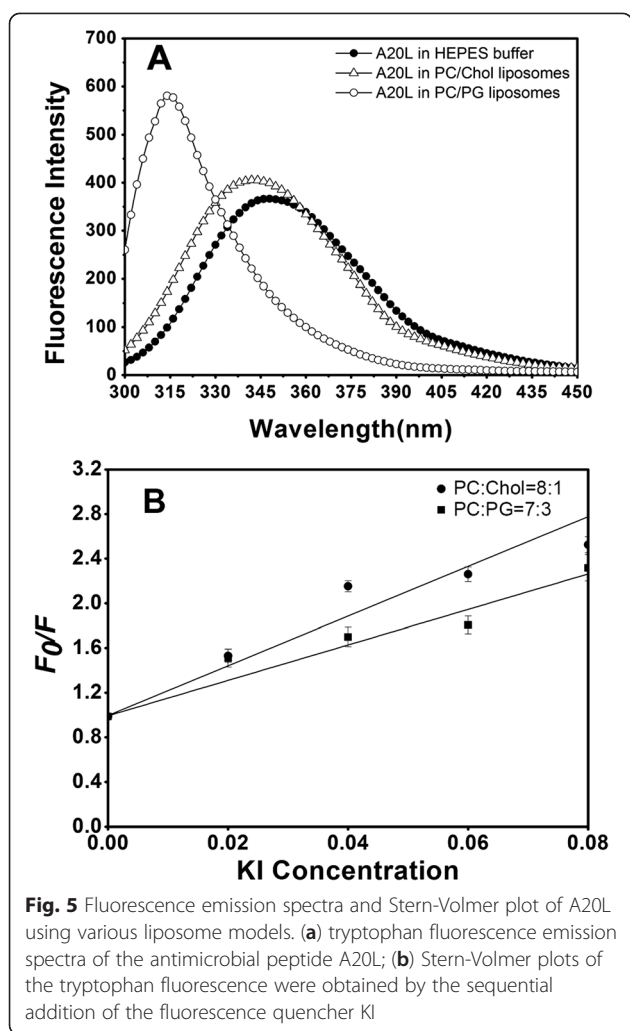 A
A20L in HEPES buffer
A20L in PC/Chol liposomes
A20L in PC/PG liposomes
Fluorescence Intensity
700
600
500
400
300
200
100
0
300 315 330 345 360 375 390 405 420 435 450
Wavelength(nm)
B
PC:Chol=8:1
PC:PG=7:3
F0/F
3.2
2.8
2.4
2.0
1.6
1.2
0.8
0.4
0.0
0.00 0.02 0.04 0.06 0.08
KI Concentration
Fig. 5 Fluorescence emission spectra and Stern-Volmer plot of A20L
using various liposome models. (a) tryptophan fluorescence emission
spectra of the antimicrobial peptide A20L; (b) Stern-Volmer plots of
the tryptophan fluorescence were obtained by the sequential
addition of the fluorescence quencher KI